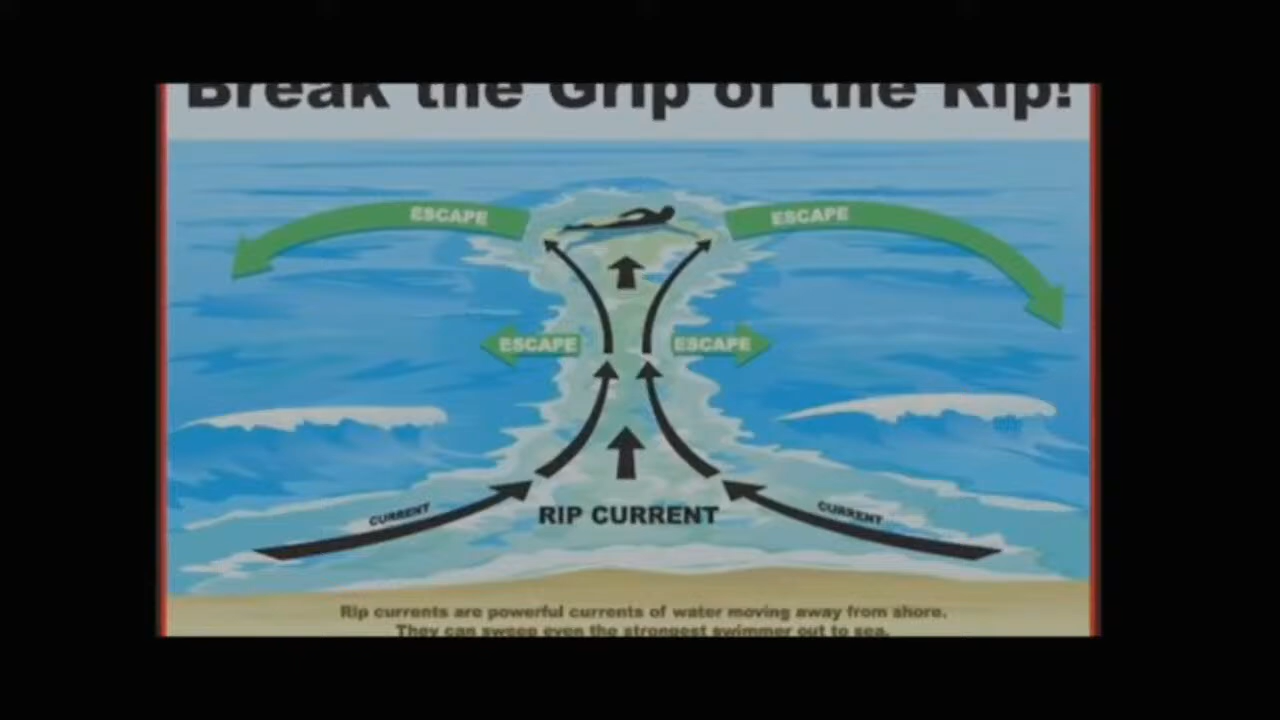 Break the Grip of the Rip!
ESCAPE
ESCAPE
ESCAPE
ESCAPE
CURRENT
CURRENT
RIP CURRENT
Rip currents are powerful currents of water moving away from shore.
They can sweep even the strongest swimmer out to sea.